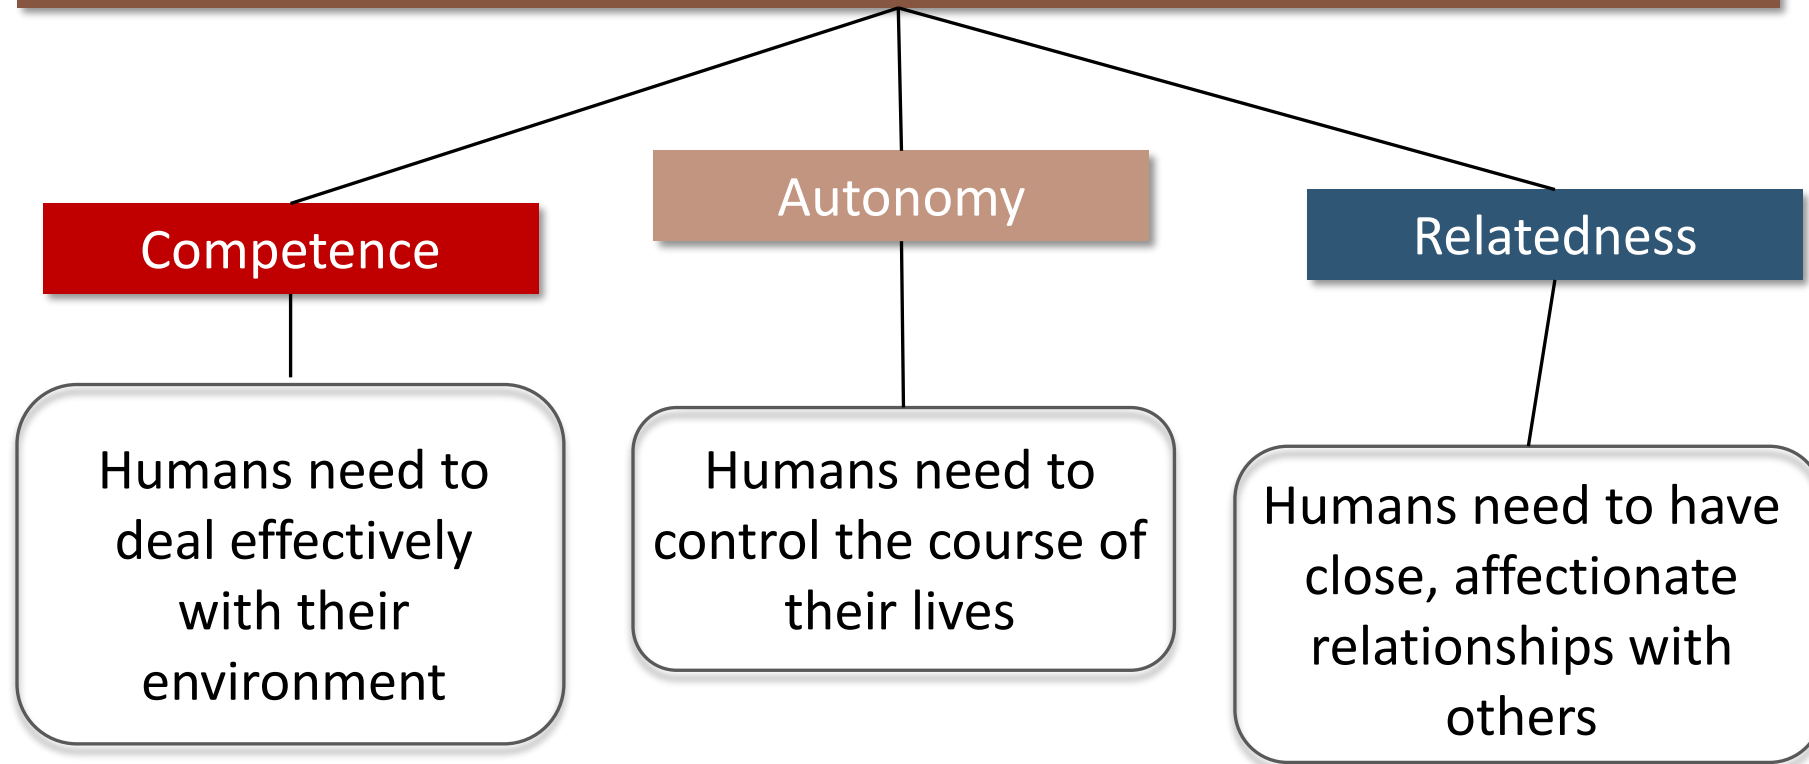 Competence
Autonomy
Relatedness
Humans need to
deal effectively
with their
environment
Humans need to
control the course of
their lives
Humans need to have
close, affectionate
relationships with
others